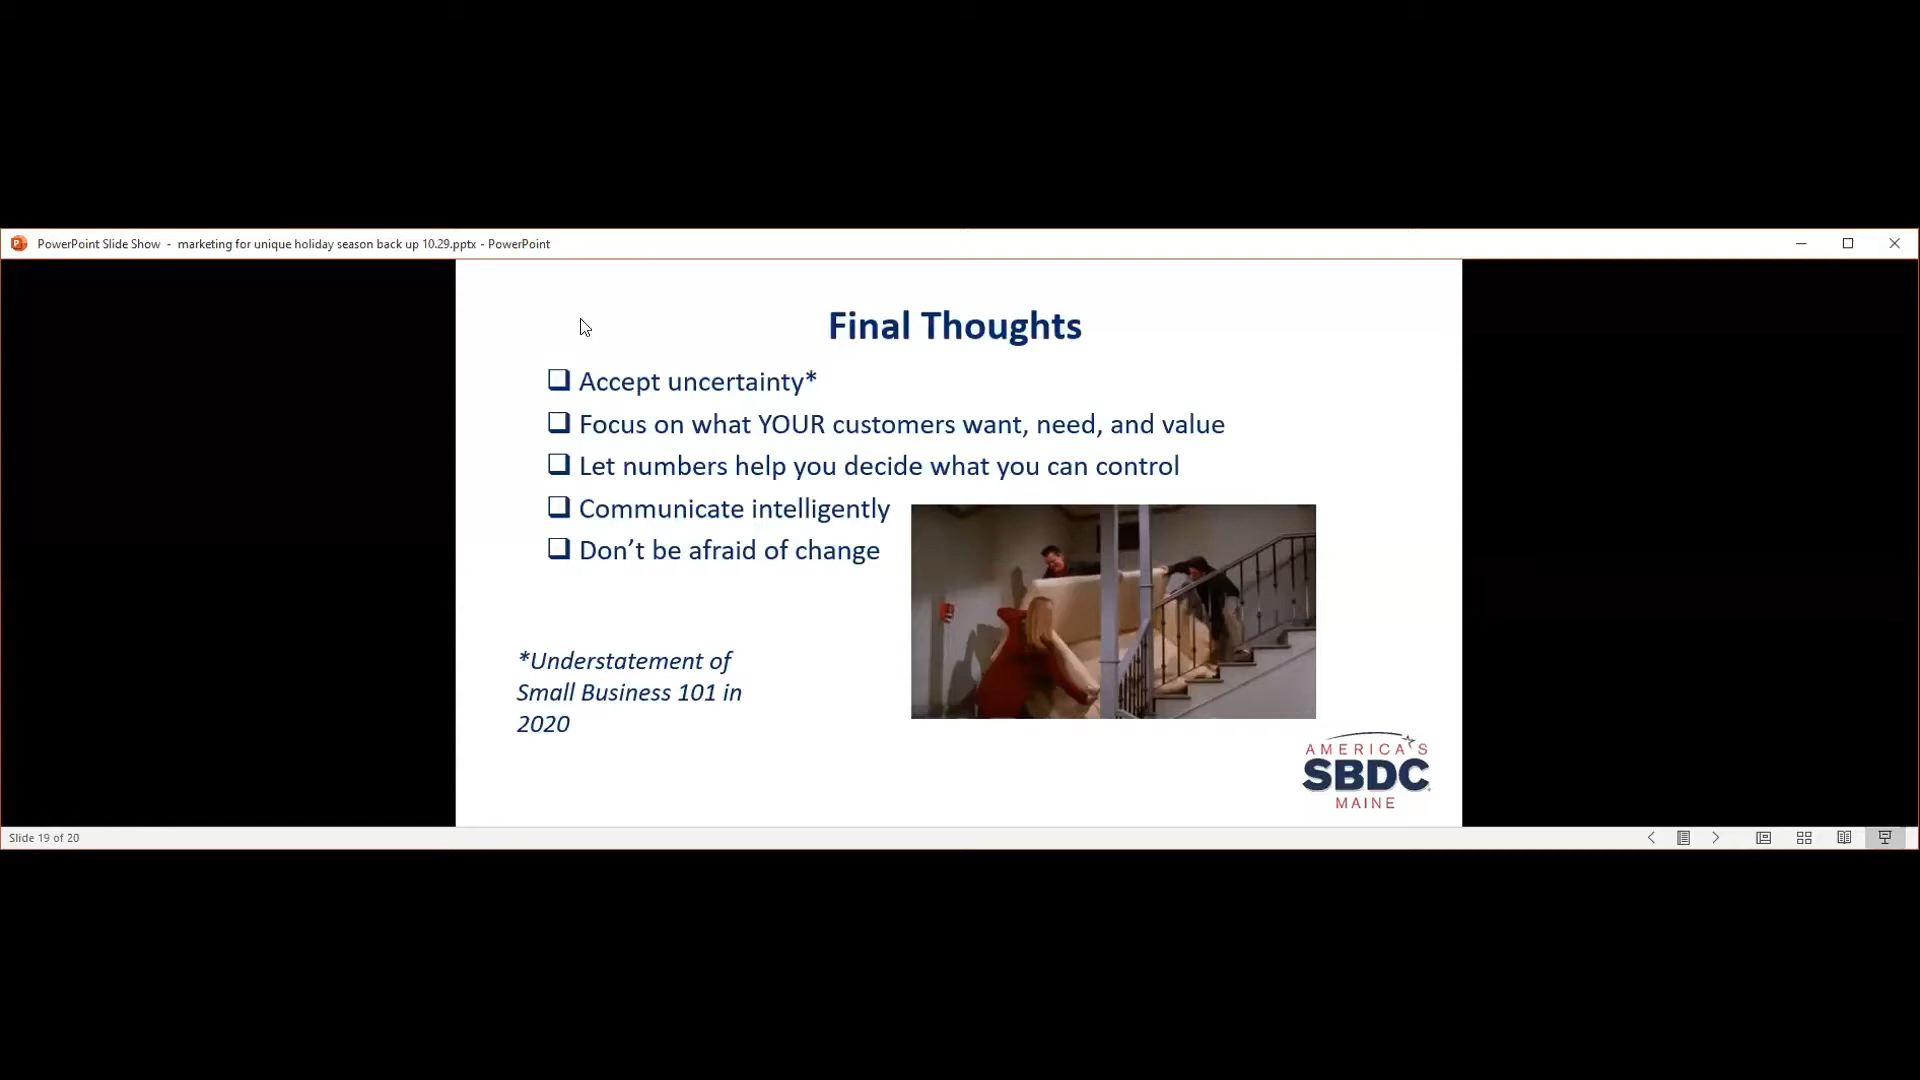 PowerPoint Slide Show - marketing for unique holiday season back up 10.29.pptx - PowerPoint
Final Thoughts
❑ Accept uncertainty*
❑ Focus on what YOUR customers want, need, and value
❑ Let numbers help you decide what you can control
❑ Communicate intelligently
❑ Don’t be afraid of change
*Understatement of
Small Business 101 in
2020
AMERICA'S
SBDC
MAINE
Slide 19 of 20